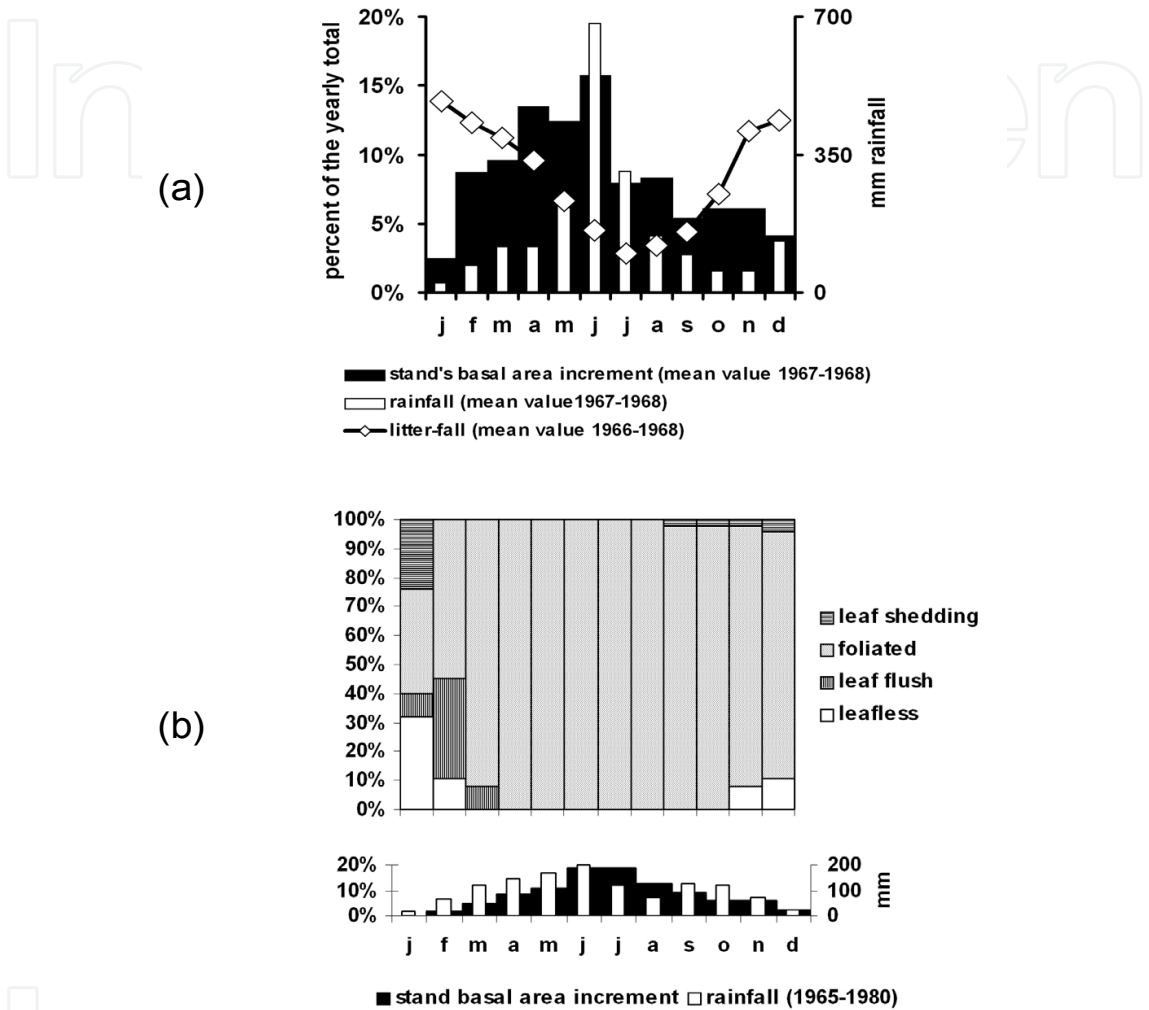 (a)
percent of the yearly total
20%
15%
10%
5%
0%
700
350
0
mm rainfall
j f m a m j j a s o n d
stand's basal area increment (mean value 1967-1968)
rainfall (mean value1967-1968)
litter-fall (mean value 1966-1968)
(b)
100%
90%
80%
70%
60%
50%
40%
30%
20%
10%
0%
leaf shedding
foliated
leaf flush
leafless
20%
10%
0%
200
100
0
mm
j f m a m j j a s o n d
stand basal area increment rainfall (1965-1980)